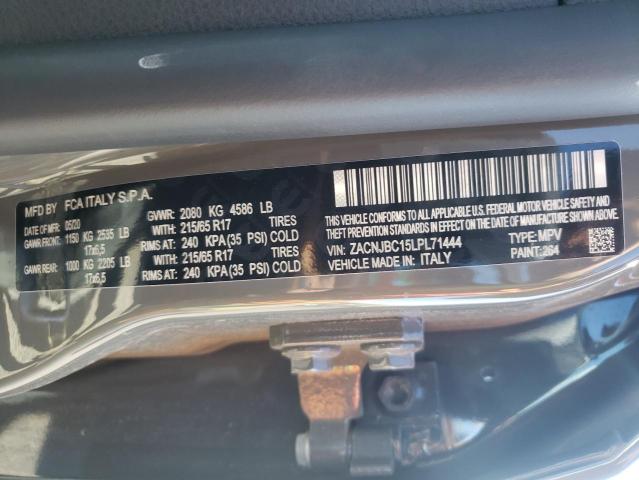 MFD BY FCA ITALY S.P.A.
DATE OF MFR 05/20 GVWR: 2080 KG 4586 LB
GAWR FRONT: 1150 KG 2535 LB WITH 215/65 R17 TIRES
17x6.5 RIMS AT: 240 KPA(35 PSI) COLD
GAWR REAR: 1000 KG 2205 LB WITH 215/65 R17 TIRES
17x6.5 RIMS AT: 240 KPA(35 PSI) COLD
THIS VEHICLE CONFORMS TO ALL APPLICABLE U.S.A.
FEDERAL MOTOR VEHICLE SAFETY, BUMPER AND
THEFT PREVENTION STANDARDS IN EFFECT ON THE
DATE OF MANUFACTURE SHOWN ABOVE
VIN: ZACNJBC15LPL71444 TYPE: MPV
VEHICLE MADE IN: ITALY PAINT: 264